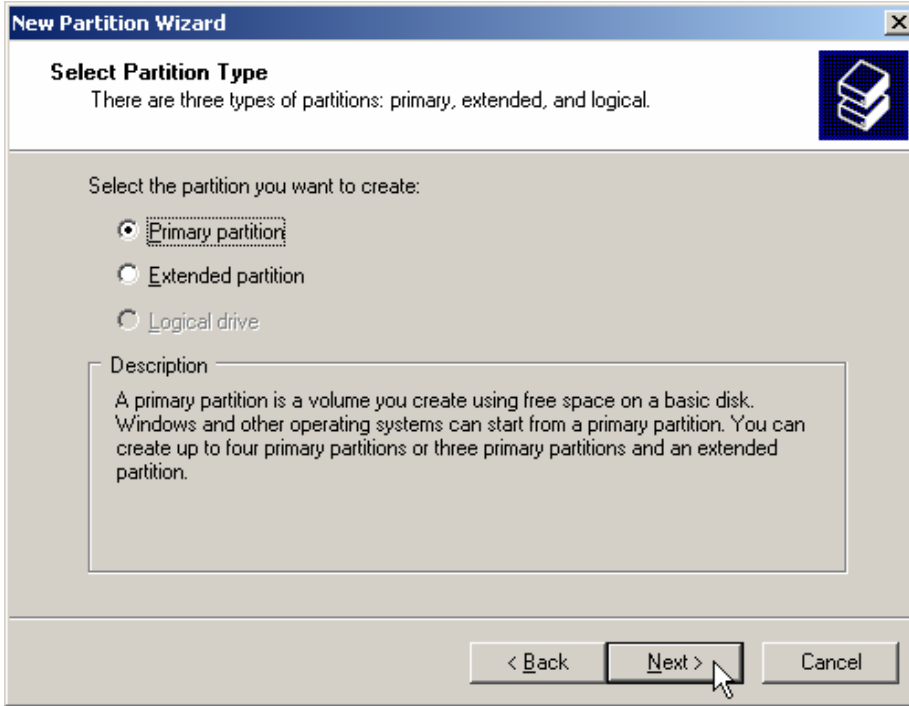 New Partition Wizard
Select Partition Type
There are three types of partitions: primary, extended, and logical.
Select the partition you want to create:
Primary partition
Extended partition
Logical drive
Description
A primary partition is a volume you create using free space on a basic disk.
Windows and other operating systems can start from a primary partition. You can
create up to four primary partitions or three primary partitions and an extended
partition.
< Back
Next >
Cancel